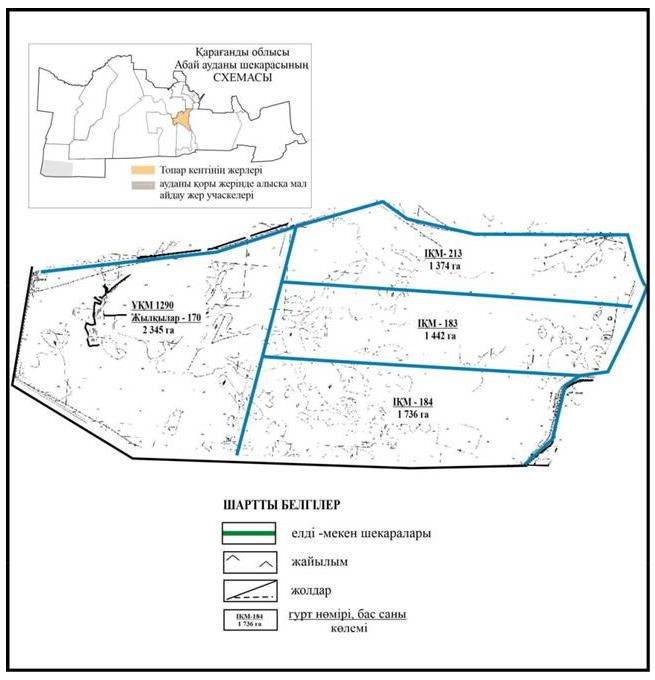 Қарағанды облысы
Абай ауданы шекарасының
СХЕМАСЫ
Топар кентінің жерлері
ауданы қоры жерінде алысқа мал
айдау жер учаскелері
ІҚМ- 213
1 374 га
ҰҚМ 1290
Жылқылар - 170
2 345 га
ІҚМ - 183
1 442 га
ІҚМ - 184
1 736 га
ШАРТТЫ БЕЛГІЛЕР
елді -мекен шекаралары
жайылым
жолдар
ІҚМ-184
1 736 га
гурт нөмірі, бас саны
көлемі